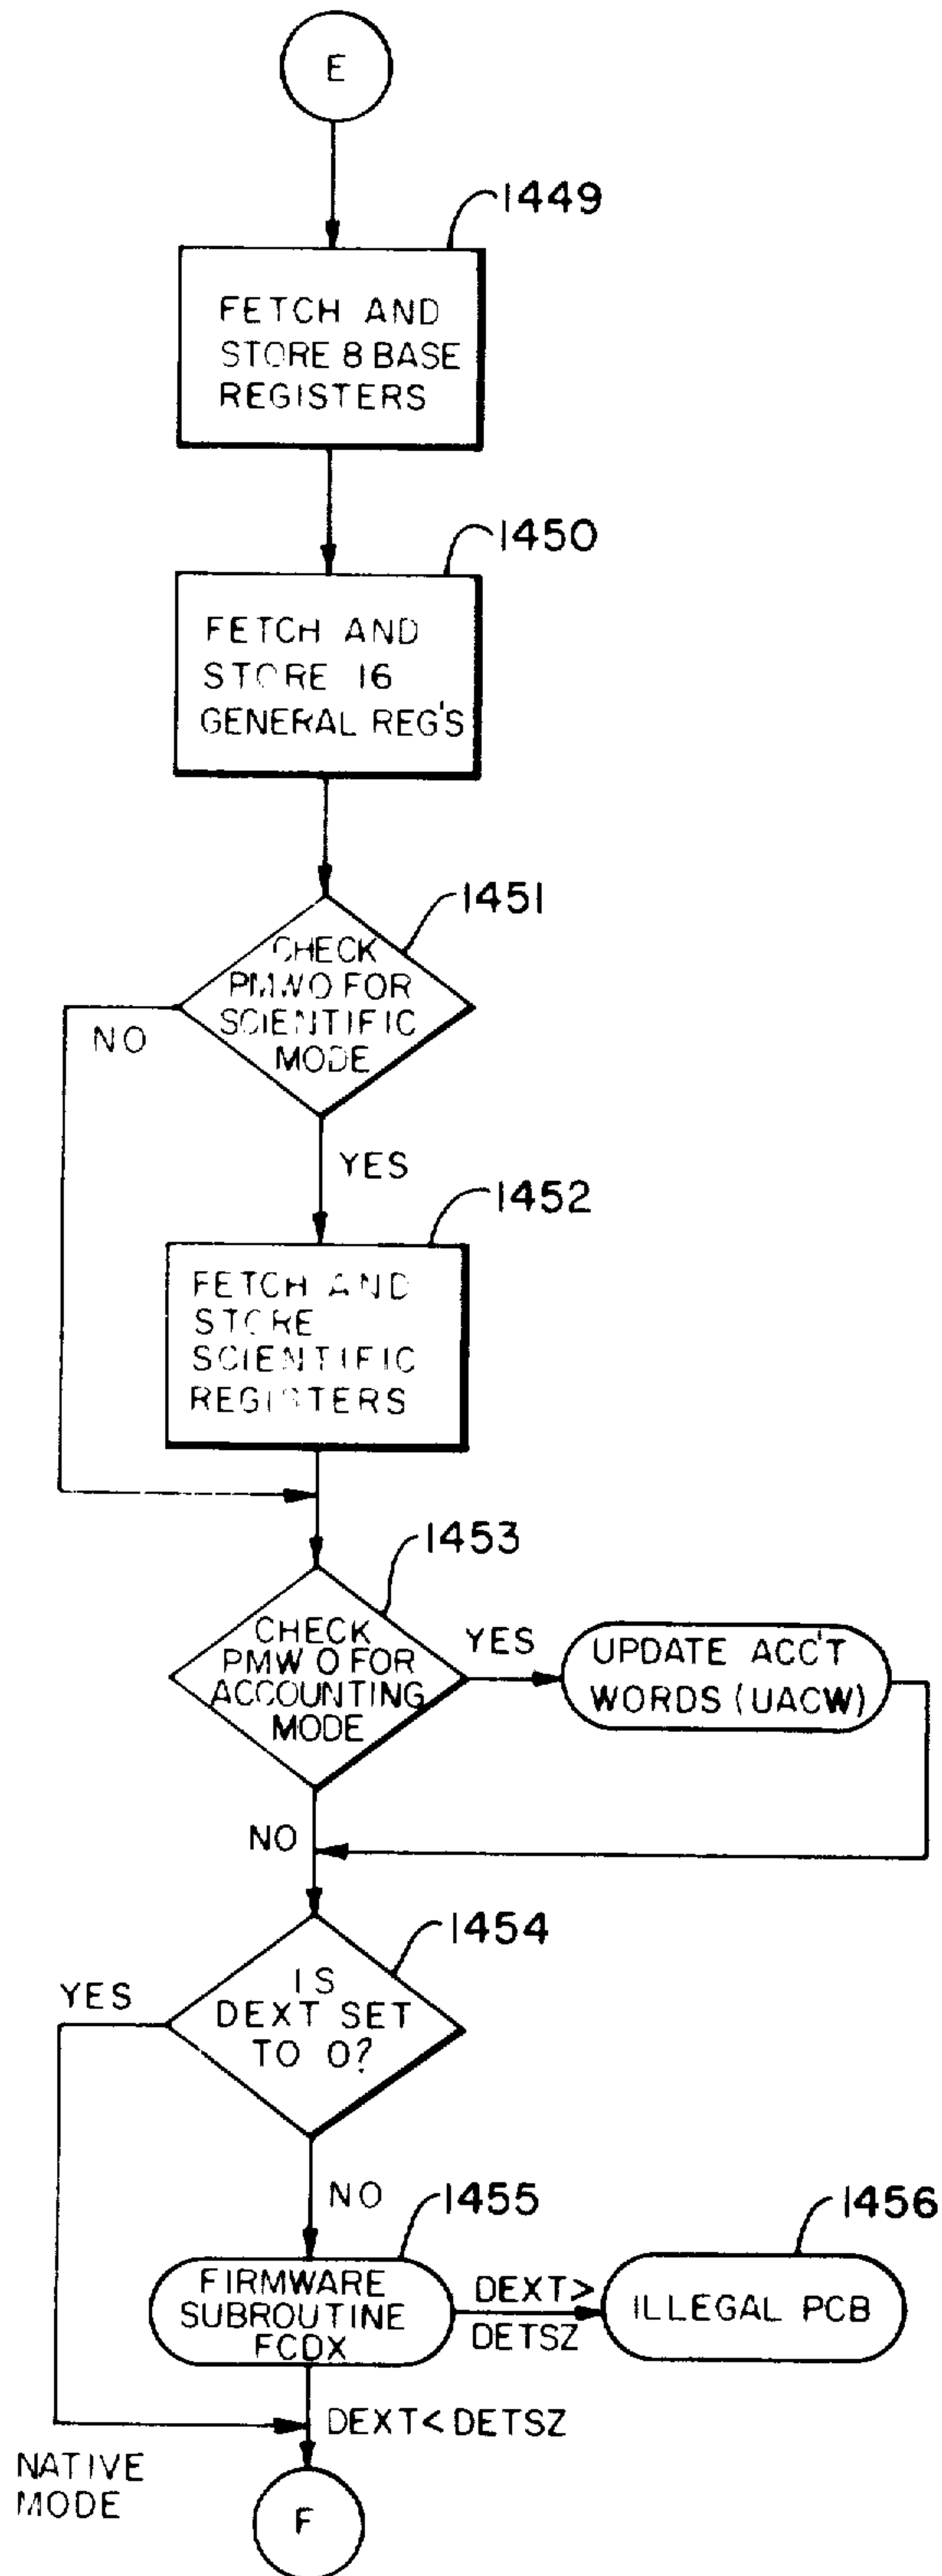 E
1449
FETCH AND
STORE 8 BASE
REGISTERS
1450
FETCH AND
STORE 16
GENERAL REG'S
1451
CHECK
PMWO FOR
SCIENTIFIC
MODE
NO
YES
1452
FETCH AND
STORE
SCIENTIFIC
REGISTERS
1453
CHECK
PMW O FOR
ACCOUNTING
MODE
YES
UPDATE ACC'T
WORDS (UACW)
NO
1454
IS
DEXT SET
TO O?
YES
NO
1455
FIRMWARE
SUBROUTINE
FCDX
DEXT>
DETSZ
1456
ILLEGAL PCB
DEXT<DETSZ
NATIVE
MODE
F